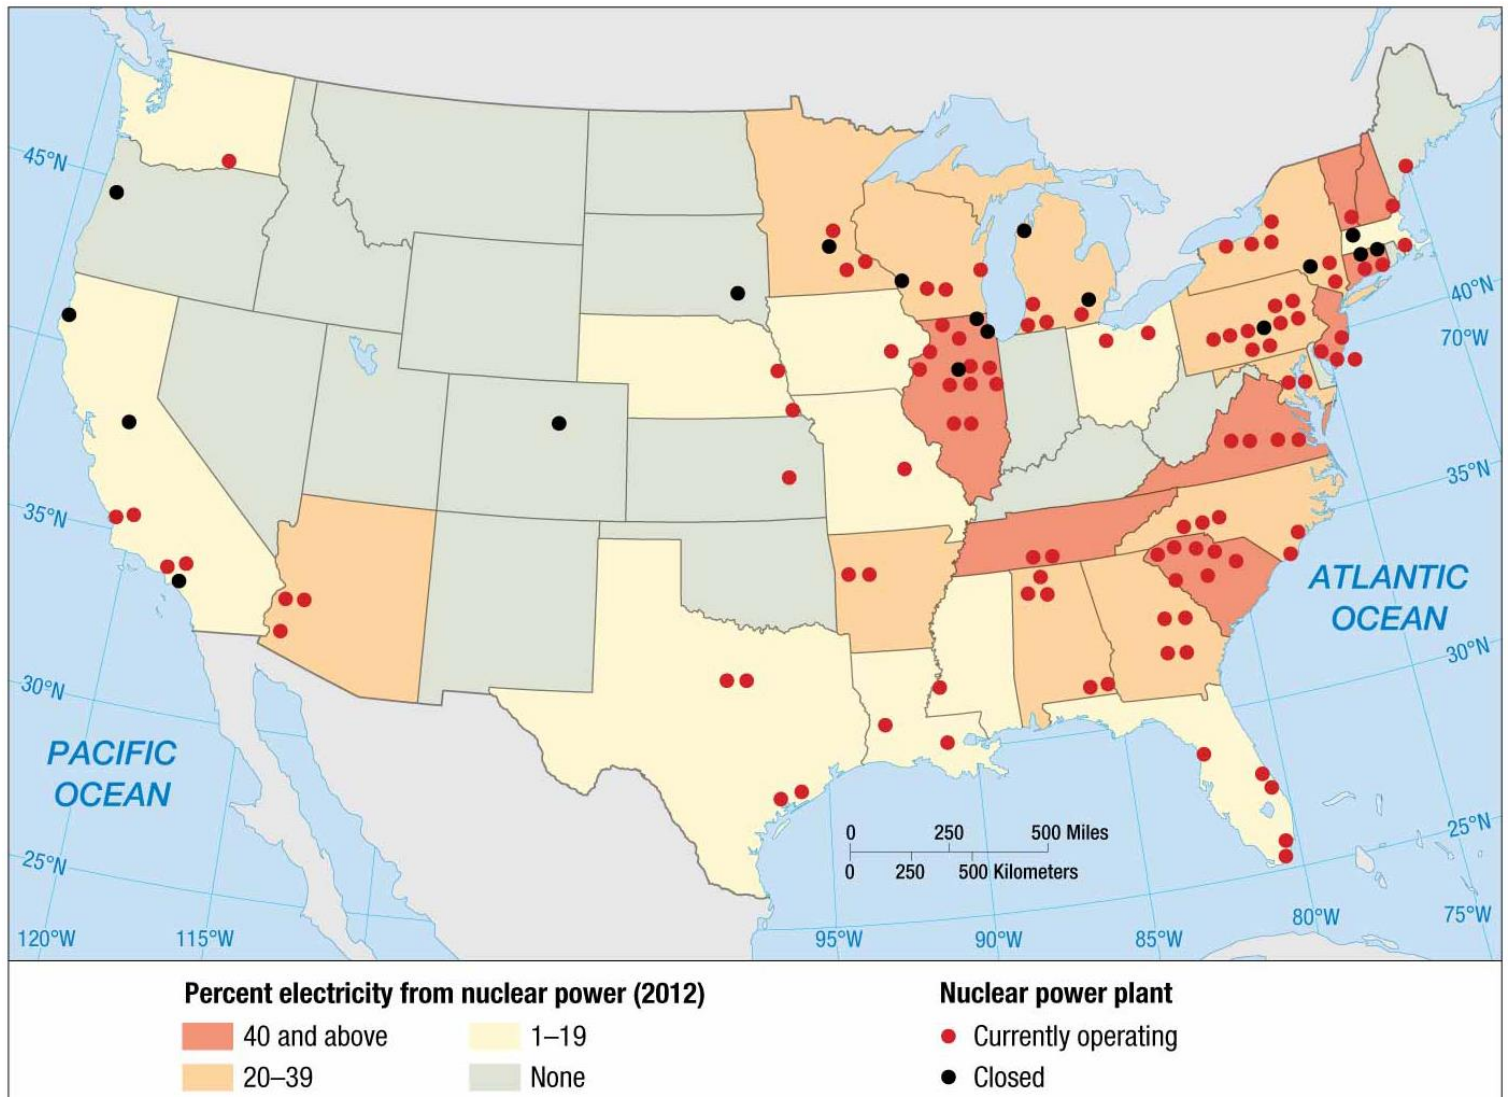 45°N
40°N
70°W
35°N
35°N
ATLANTIC
OCEAN
30°N
30°N
PACIFIC
OCEAN
0 250 500 Miles
0 250 500 Kilometers
25°N
25°N
120°W 115°W 95°W 90°W 85°W 80°W 75°W
Percent electricity from nuclear power (2012)
40 and above
20–39
1–19
None
Nuclear power plant
Currently operating
Closed